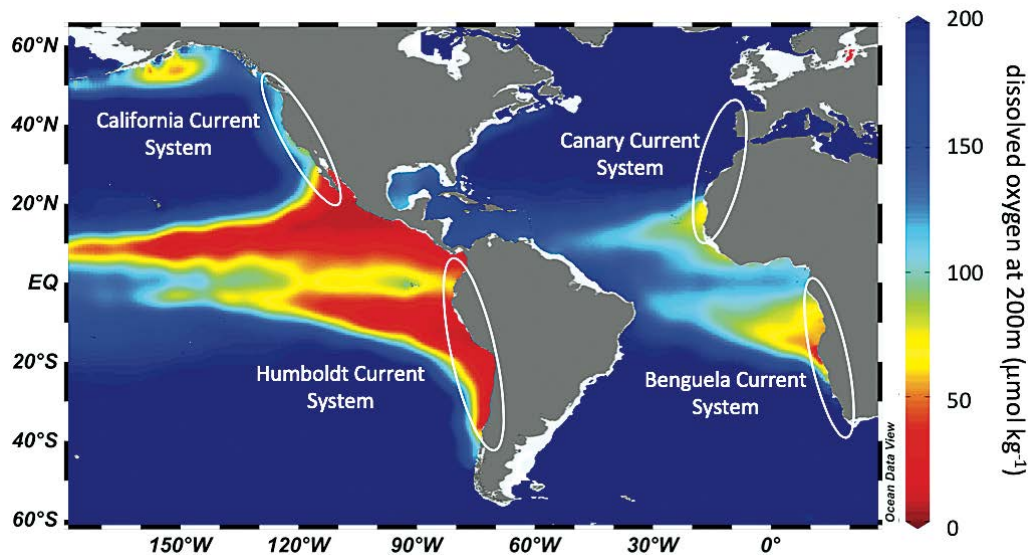 60°N
40°N
20°N
EQ
20°S
40°S
60°S
150°W
120°W
90°W
60°W
30°W
0°
California Current
System
Canary Current
System
Humboldt Current
System
Benguela Current
System
Ocean Data View
200
150
100
50
0
dissolved oxygen at 200m (μmol kg⁻¹)